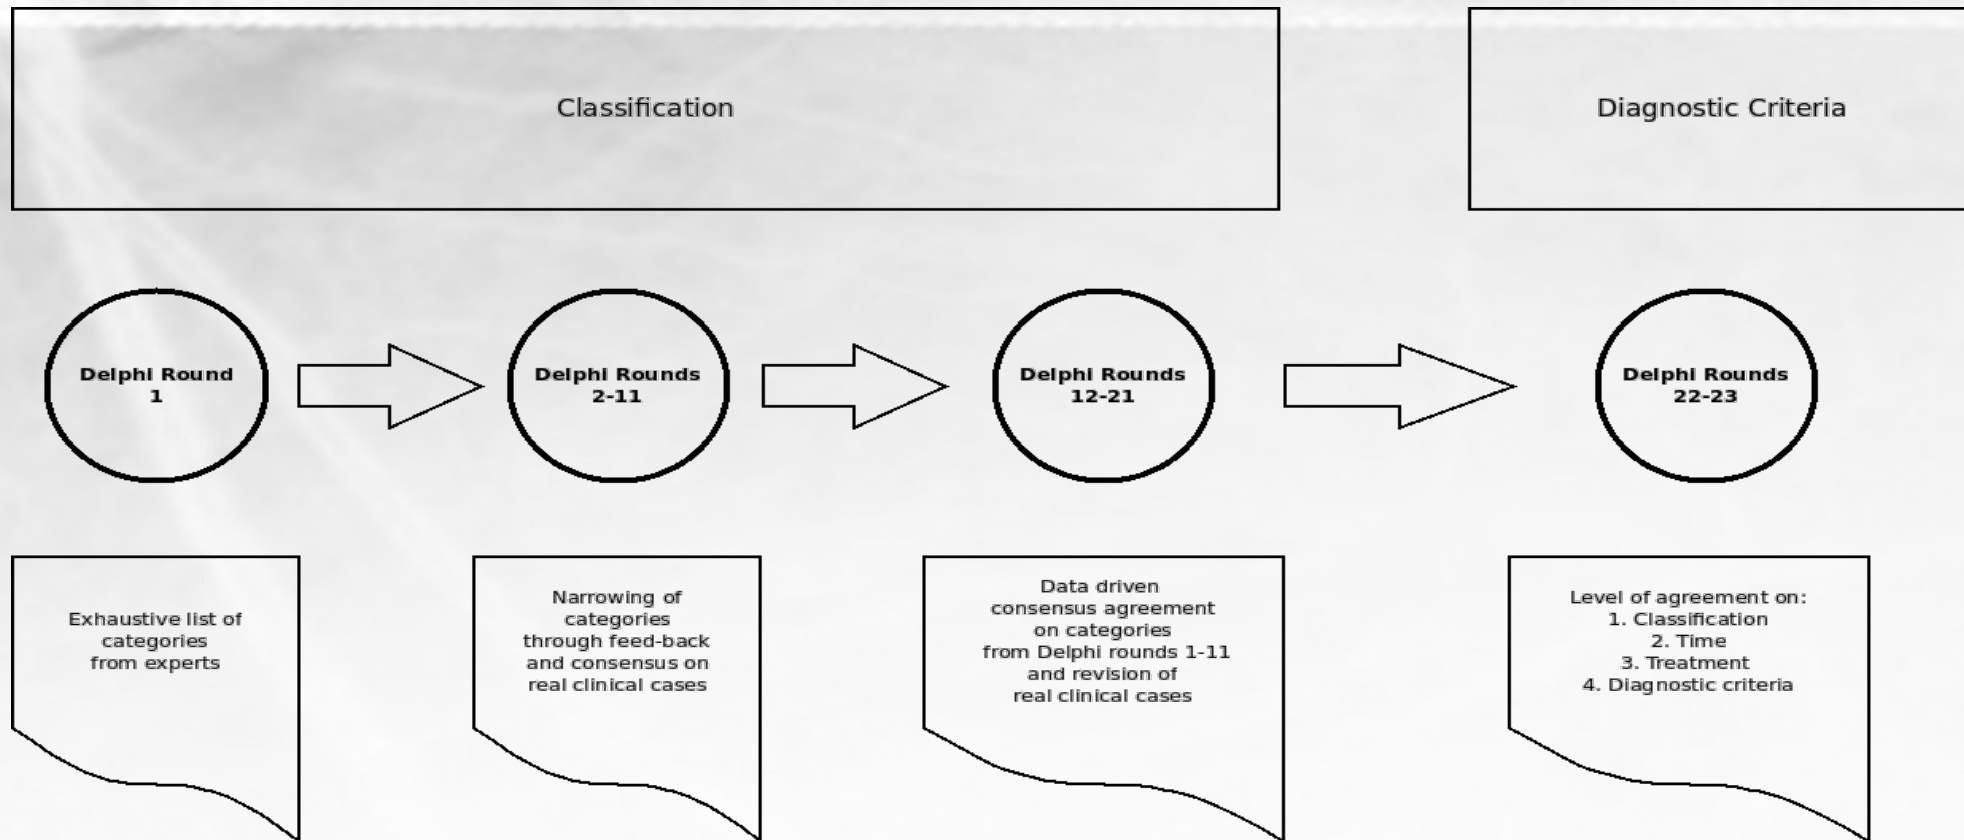 Classification
Diagnostic Criteria
Delphi Round
1
Delphi Rounds
2-11
Delphi Rounds
12-21
Delphi Rounds
22-23
Exhaustive list of
categories
from experts
Narrowing of
categories
through feed-back
and consensus on
real clinical cases
Data driven
consensus agreement
on categories
from Delphi rounds 1-11
and revision of
real clinical cases
Level of agreement on:
1. Classification
2. Time
3. Treatment
4. Diagnostic criteria